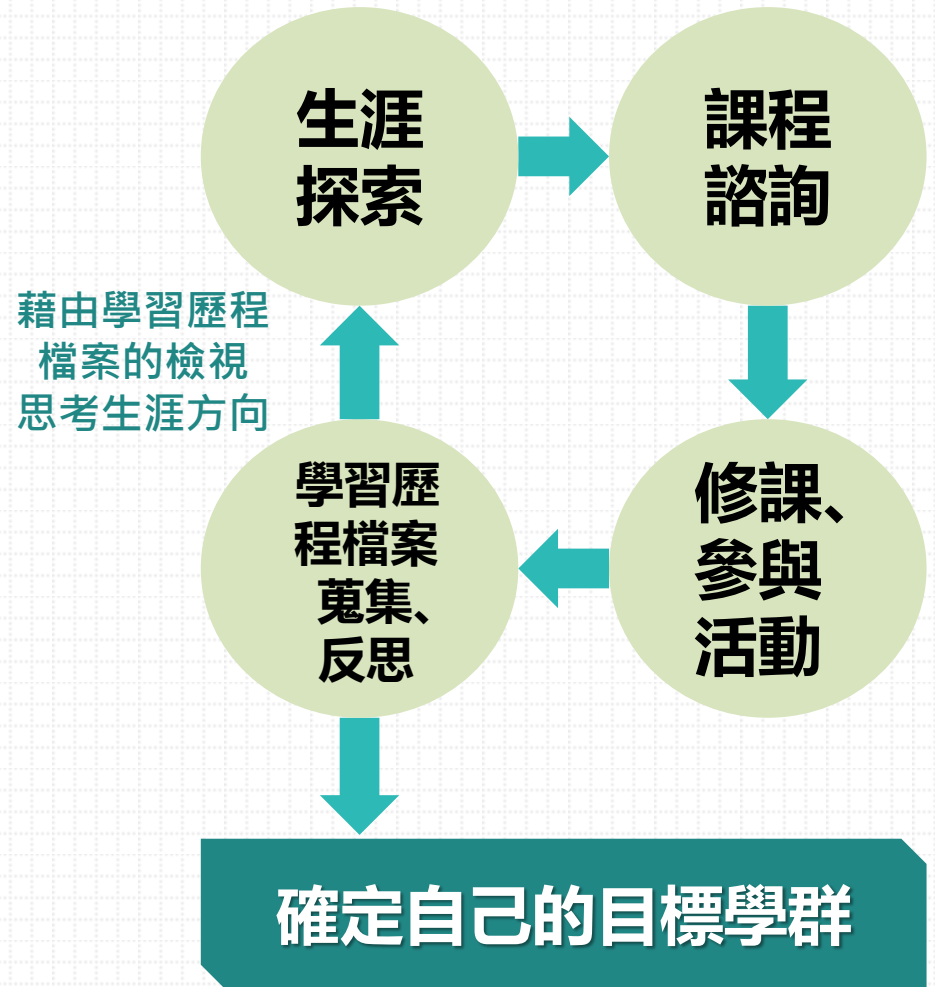 生涯
探索
課程
諮詢
藉由學習歷程
檔案的檢視
思考生涯方向
學習歷
程檔案
蒐集、
反思
修課、
參與
活動
確定自己的目標學群